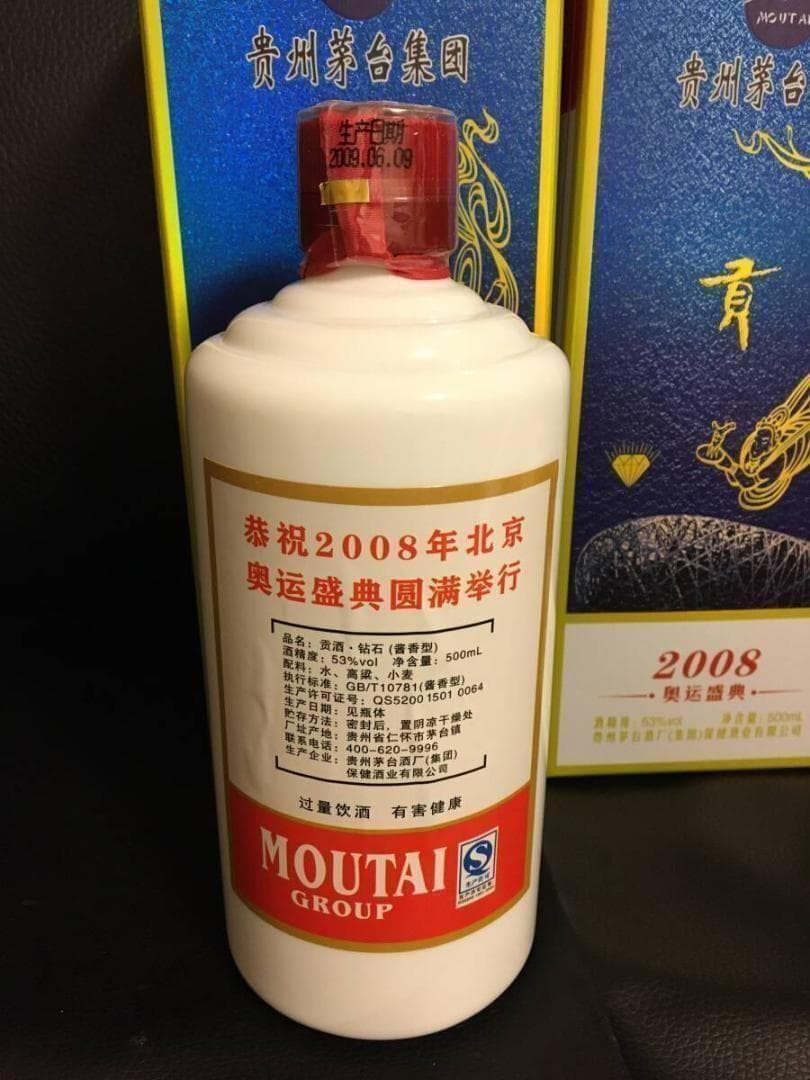 MOUTAI
贵州茅台集团
贵州茅台
生产日期
2009.06.09
贡
恭祝2008年北京
奥运盛典圆满举行
品名：贡酒·钻石(酱香型)
酒精度：53%vol 净含量：500mL
配料：水、高粱、小麦
执行标准：GB/T10781(酱香型)
生产许可证号：QS5200 1501 0064
生产日期：见瓶体
贮存方法：密封后，置阴凉干燥处
厂址产地：贵州省仁怀市茅台镇
联系电话：400-620-9996
生产企业：贵州茅台酒厂(集团)
保健酒业有限公司
过量饮酒 有害健康
MOUTAI
GROUP
S
生产许可
2008
奥运盛典
酒精度：53%vol 净含量：500mL
贵州茅台酒厂(集团)保健酒业有限公司